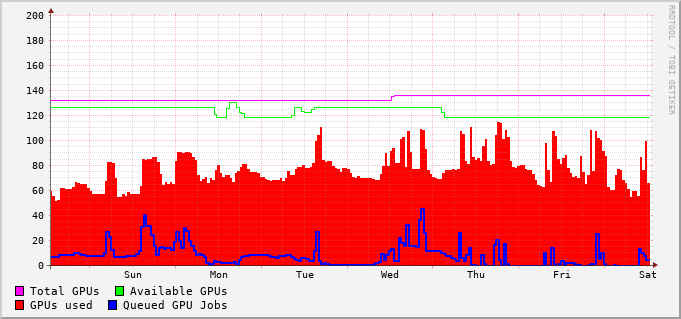 200
180
160
140
120
100
80
60
40
20
0
Sun Mon Tue Wed Thu Fri Sat
Total GPUs Available GPUs
GPUs used Queued GPU Jobs
RRDTOOL / TOBI OETIKER